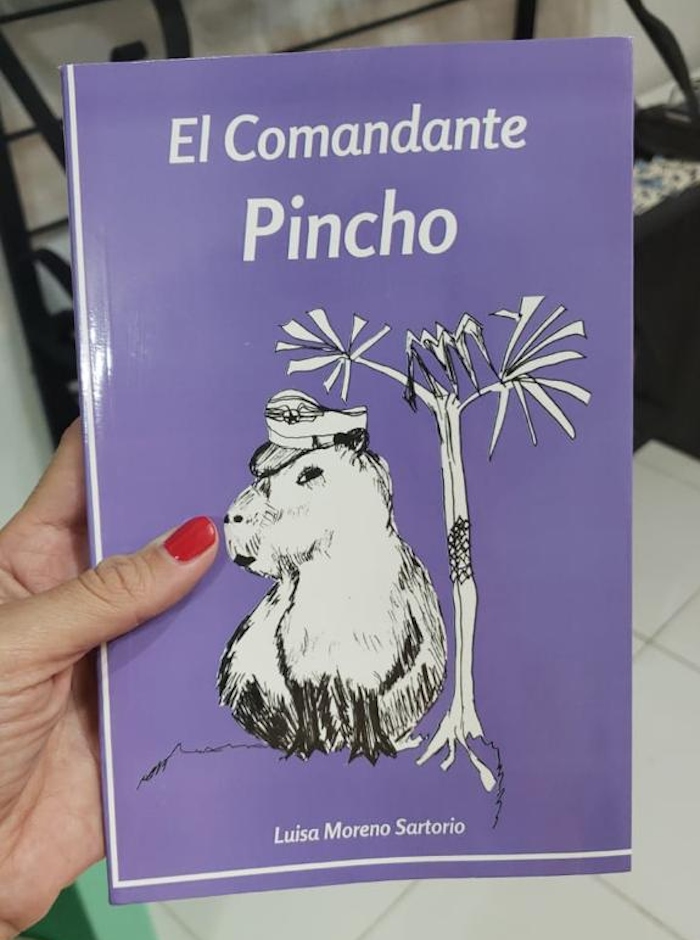 El Comandante
Pincho
Luisa Moreno Sartorio